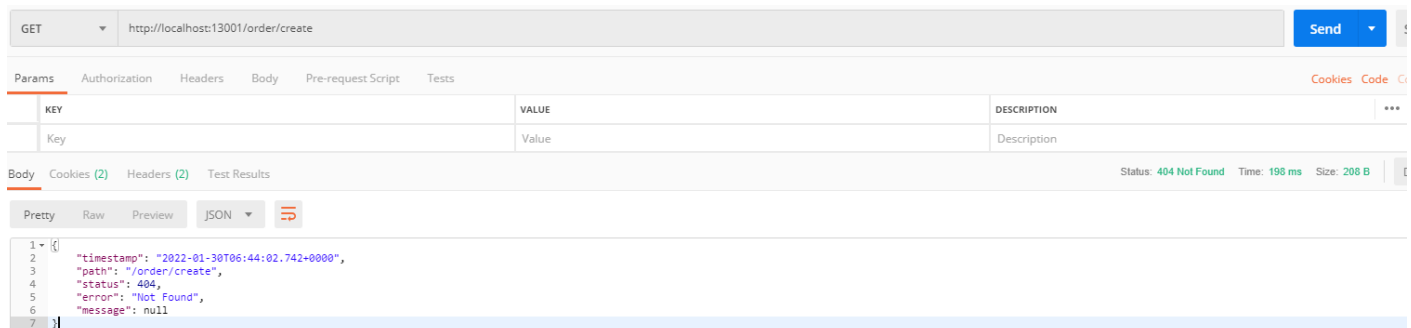 GET http://localhost:13001/order/create Send
Params Authorization Headers Body Pre-request Script Tests Cookies Code
KEY VALUE DESCRIPTION
Key Value Description
Body Cookies (2) Headers (2) Test Results Status: 404 Not Found Time: 198 ms Size: 208 B
Pretty Raw Preview JSON
1 {
2 "timestamp": "2022-01-30T06:44:02.742+0000",
3 "path": "/order/create",
4 "status": 404,
5 "error": "Not Found",
6 "message": null
7 }